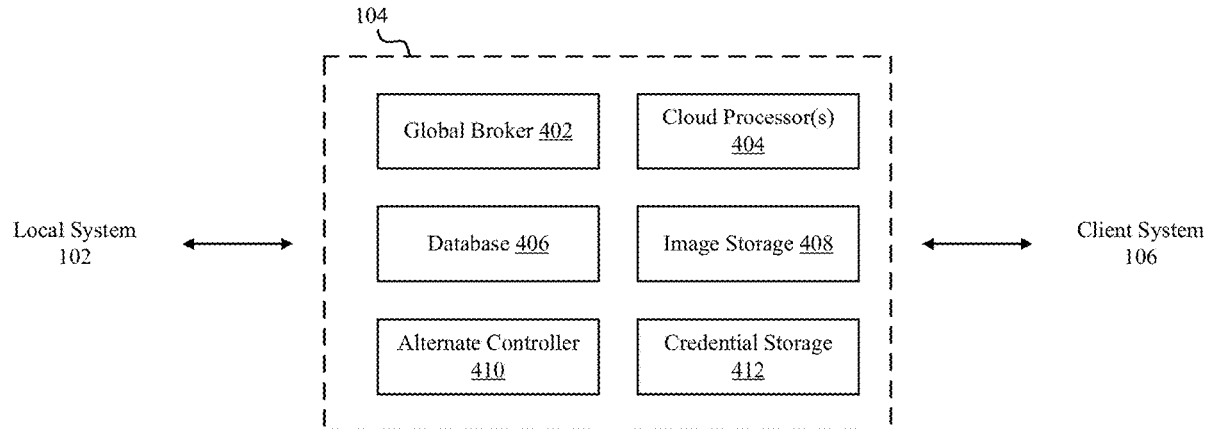 104
Global Broker 402
Cloud Processor(s)
404
Local System
102
Database 406
Image Storage 408
Client System
106
Alternate Controller
410
Credential Storage
412